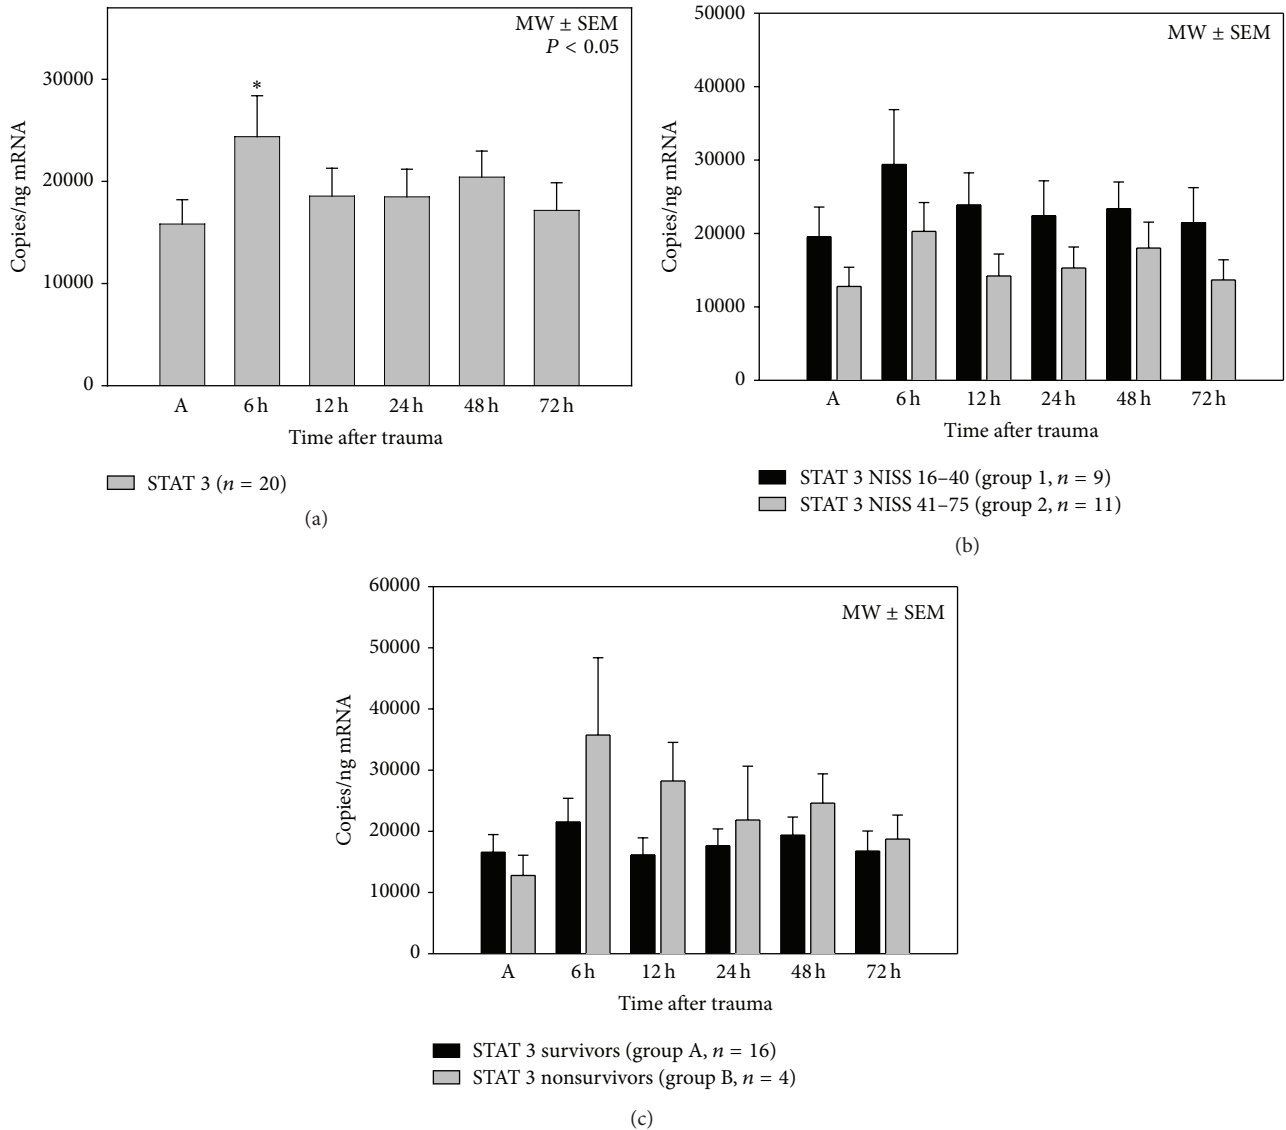 MW ± SEM
P < 0.05
30000
20000
10000
0
Copies/ng mRNA
*
A 6 h 12 h 24 h 48 h 72 h
Time after trauma
STAT 3 (n = 20)
(a)
MW ± SEM
50000
40000
30000
20000
10000
0
Copies/ng mRNA
A 6 h 12 h 24 h 48 h 72 h
Time after trauma
STAT 3 NISS 16–40 (group 1, n = 9)
STAT 3 NISS 41–75 (group 2, n = 11)
(b)
MW ± SEM
60000
50000
40000
30000
20000
10000
0
Copies/ng mRNA
A 6 h 12 h 24 h 48 h 72 h
Time after trauma
STAT 3 survivors (group A, n = 16)
STAT 3 nonsurvivors (group B, n = 4)
(c)